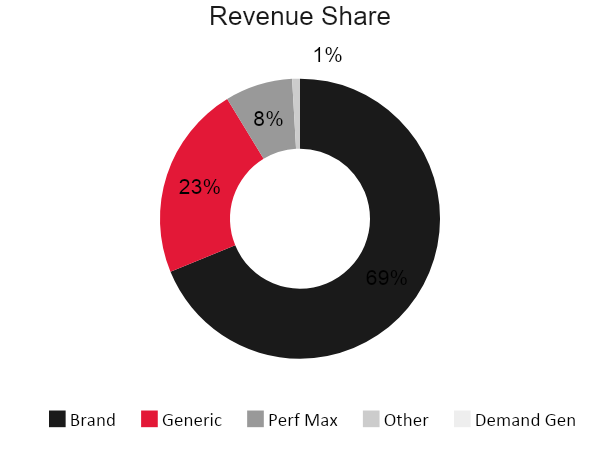 Revenue Share
1%
8%
23%
69%
Brand
Generic
Perf Max
Other
Demand Gen